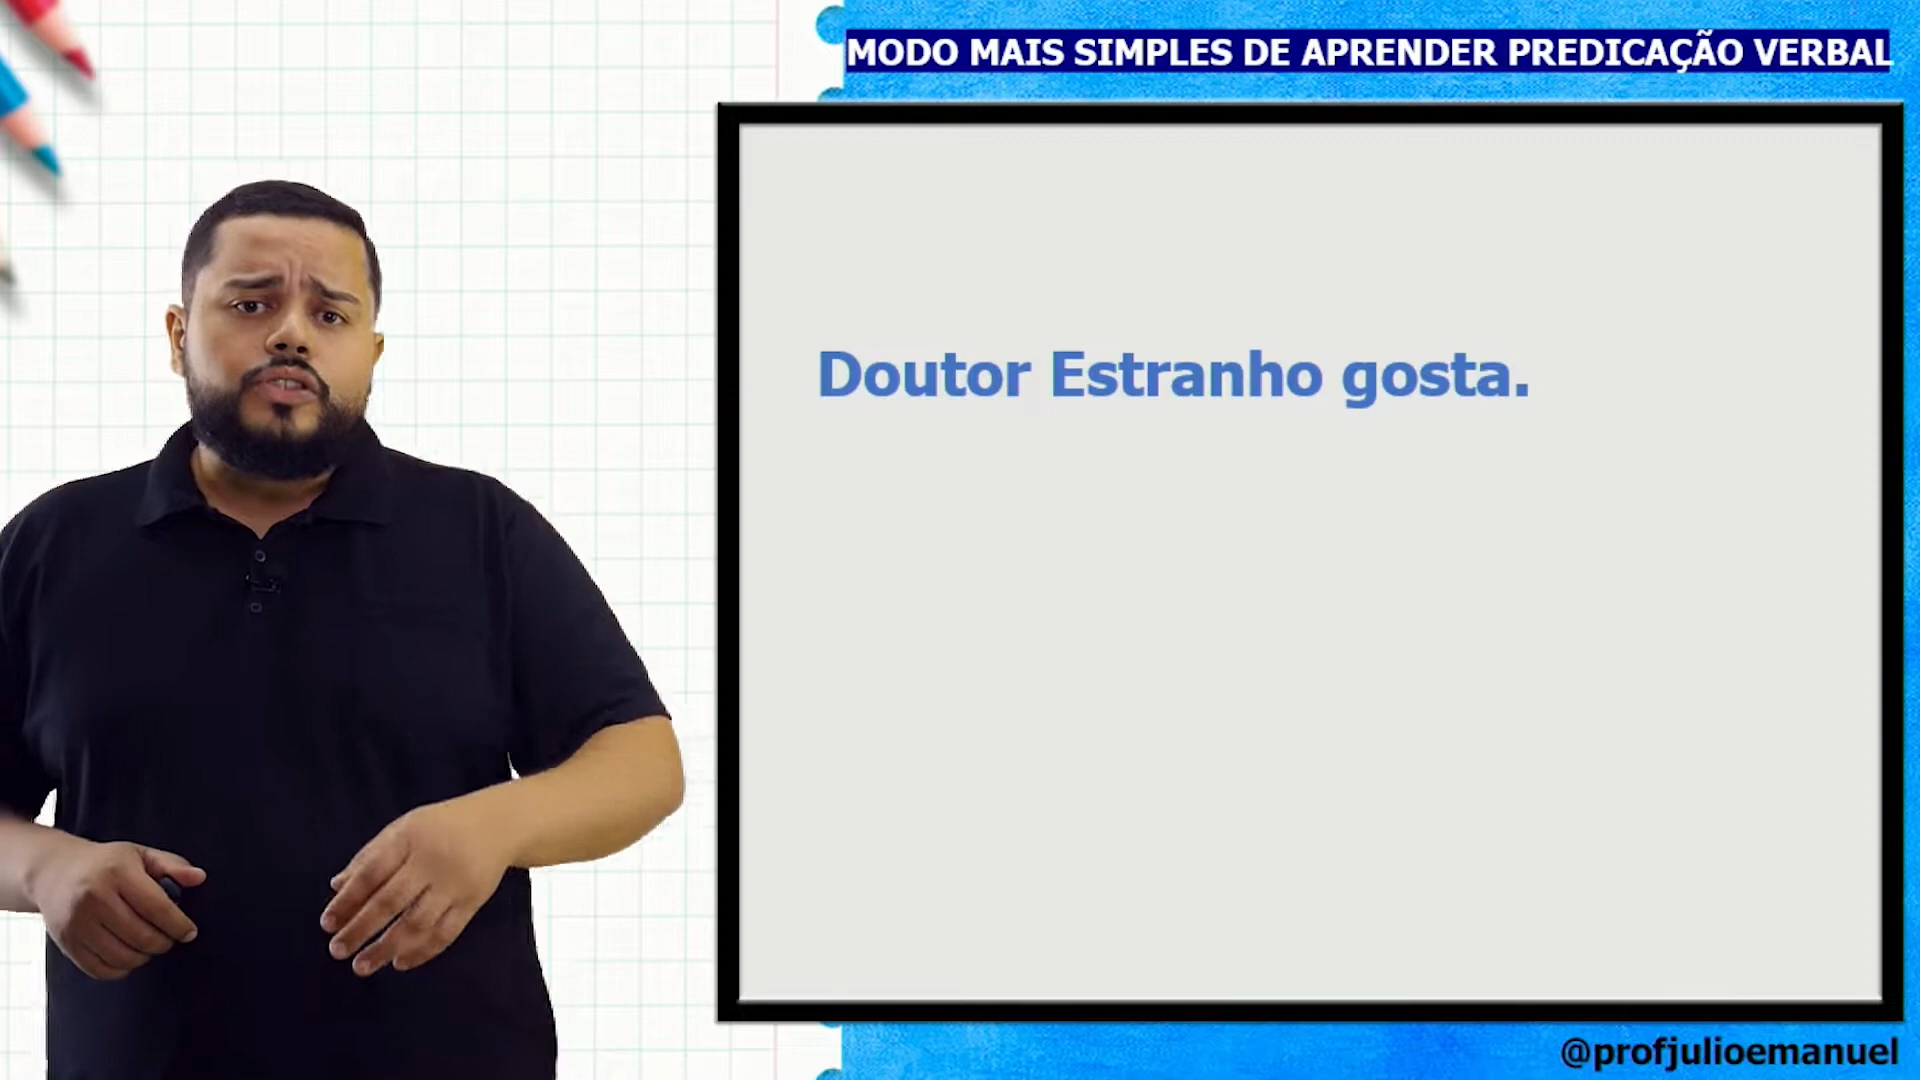 MODO MAIS SIMPLES DE APRENDER PREDICAÇÃO VERBAL
Doutor Estranho gosta.
@profjulioemanuel